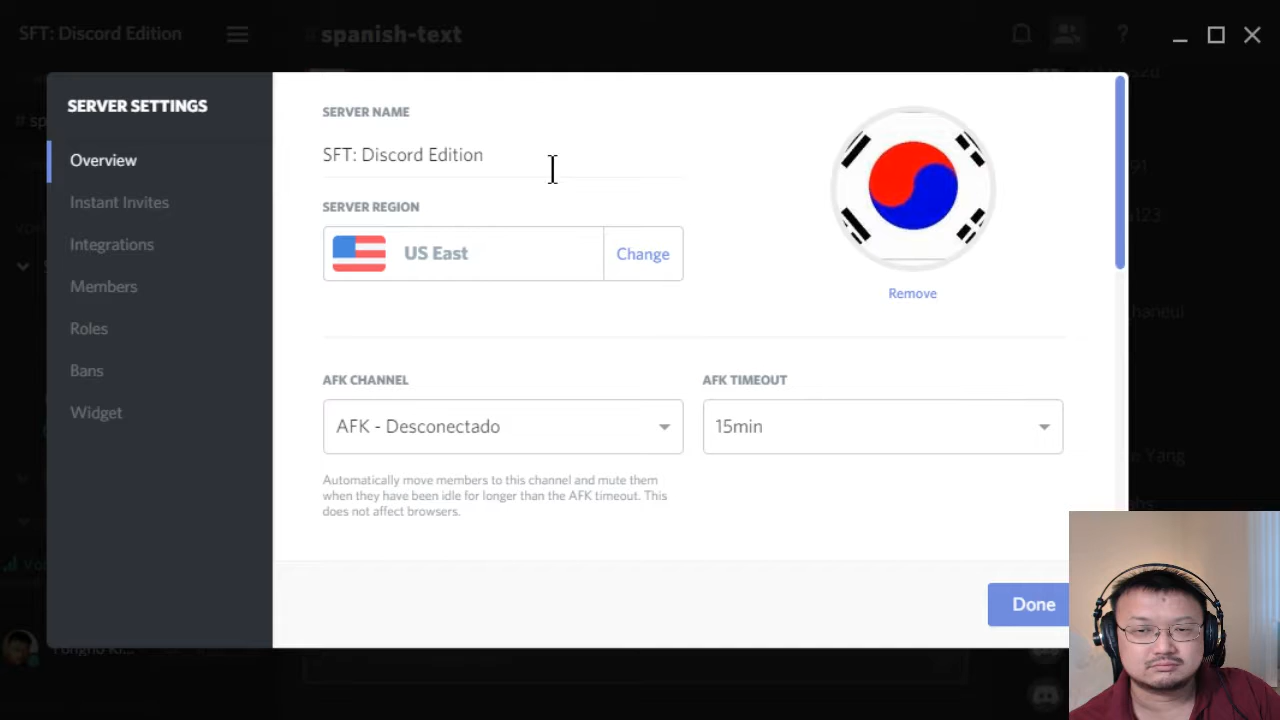 SFT: Discord Edition
# spanish-text
?
SERVER SETTINGS
Overview
Instant Invites
Integrations
Members
Roles
Bans
Widget
SERVER NAME
SFT: Discord Edition
SERVER REGION
US East
Change
Remove
AFK CHANNEL
AFK - Desconectado
AFK TIMEOUT
15min
Automatically move members to this channel and mute them
when they have been idle for longer than the AFK timeout. This
does not affect browsers.
Done
Yang